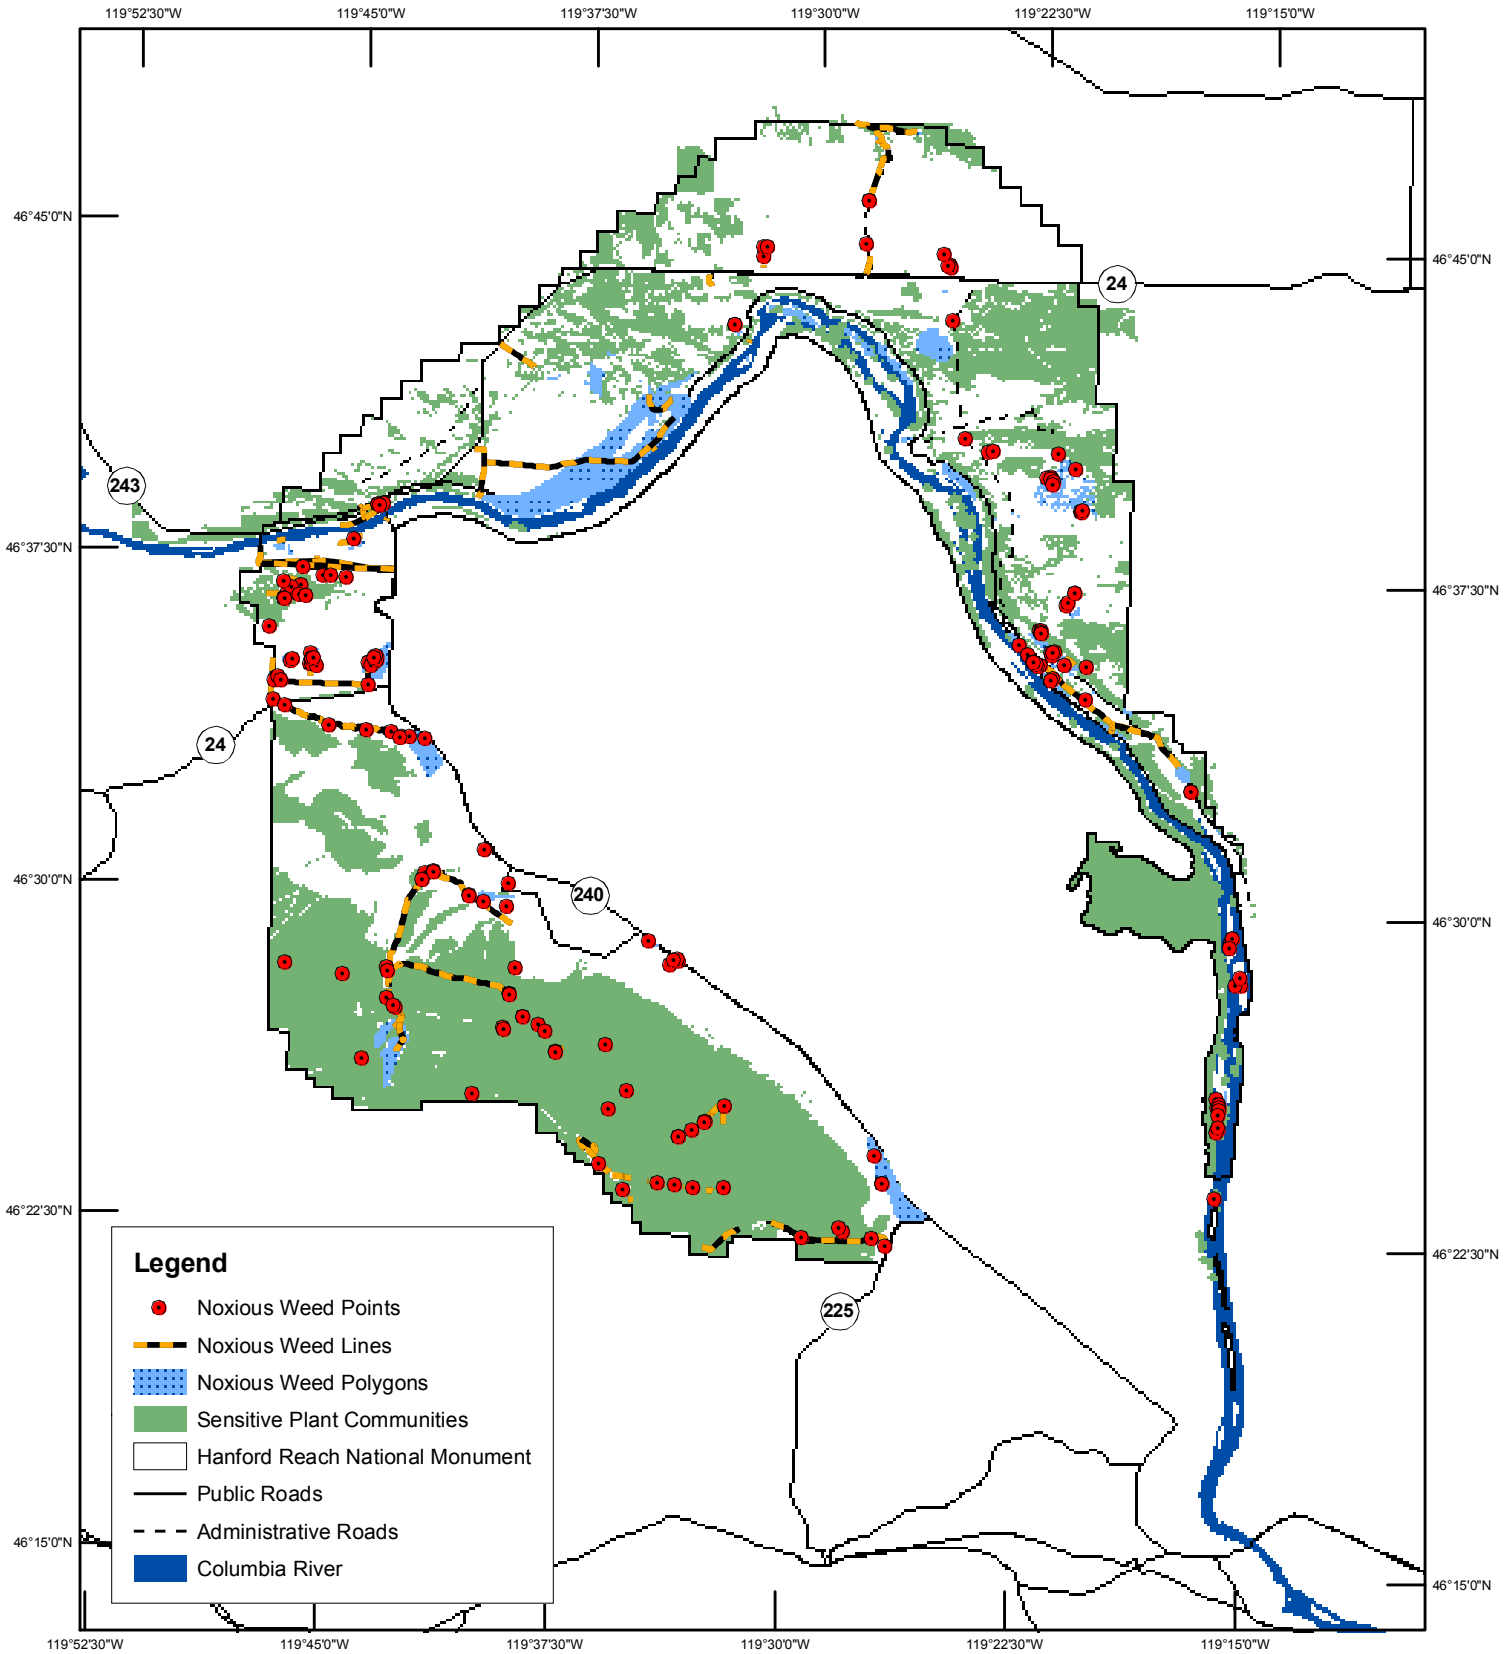 119°52'30"W 119°45'0"W 119°37'30"W 119°30'0"W 119°22'30"W 119°15'0"W
46°45'0"N
46°45'0"N
24
243
46°37'30"N
46°37'30"N
24
46°30'0"N
240
46°30'0"N
46°22'30"N
46°22'30"N
225
Legend
Noxious Weed Points
Noxious Weed Lines
Noxious Weed Polygons
Sensitive Plant Communities
Hanford Reach National Monument
Public Roads
Administrative Roads
Columbia River
46°15'0"N
46°15'0"N
119°52'30"W 119°45'0"W 119°37'30"W 119°30'0"W 119°22'30"W 119°15'0"W